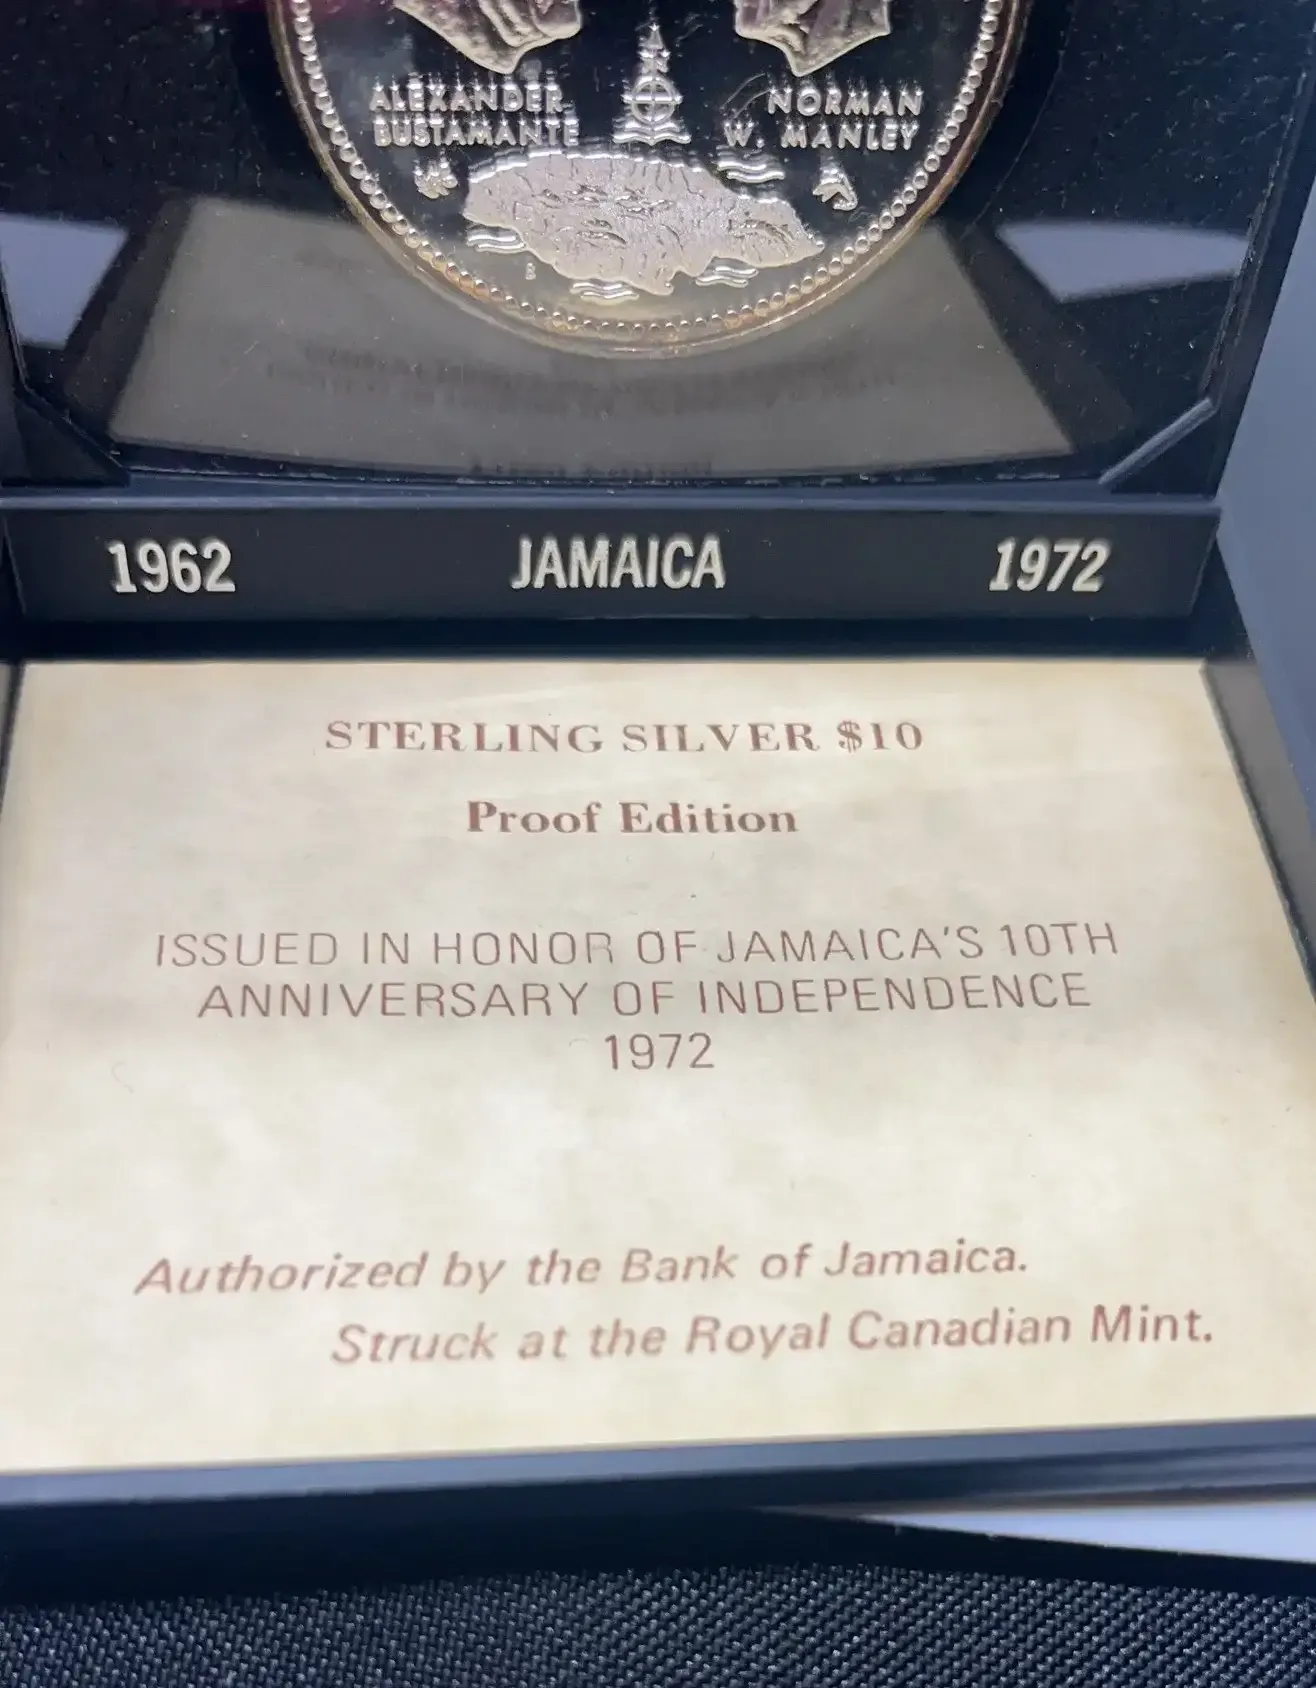 ALEXANDER
BUSTAMANTE
NORMAN
W. MANLEY
1962 JAMAICA 1972
STERLING SILVER $10
Proof Edition
ISSUED IN HONOR OF JAMAICA'S 10TH
ANNIVERSARY OF INDEPENDENCE
1972
Authorized by the Bank of Jamaica.
Struck at the Royal Canadian Mint.